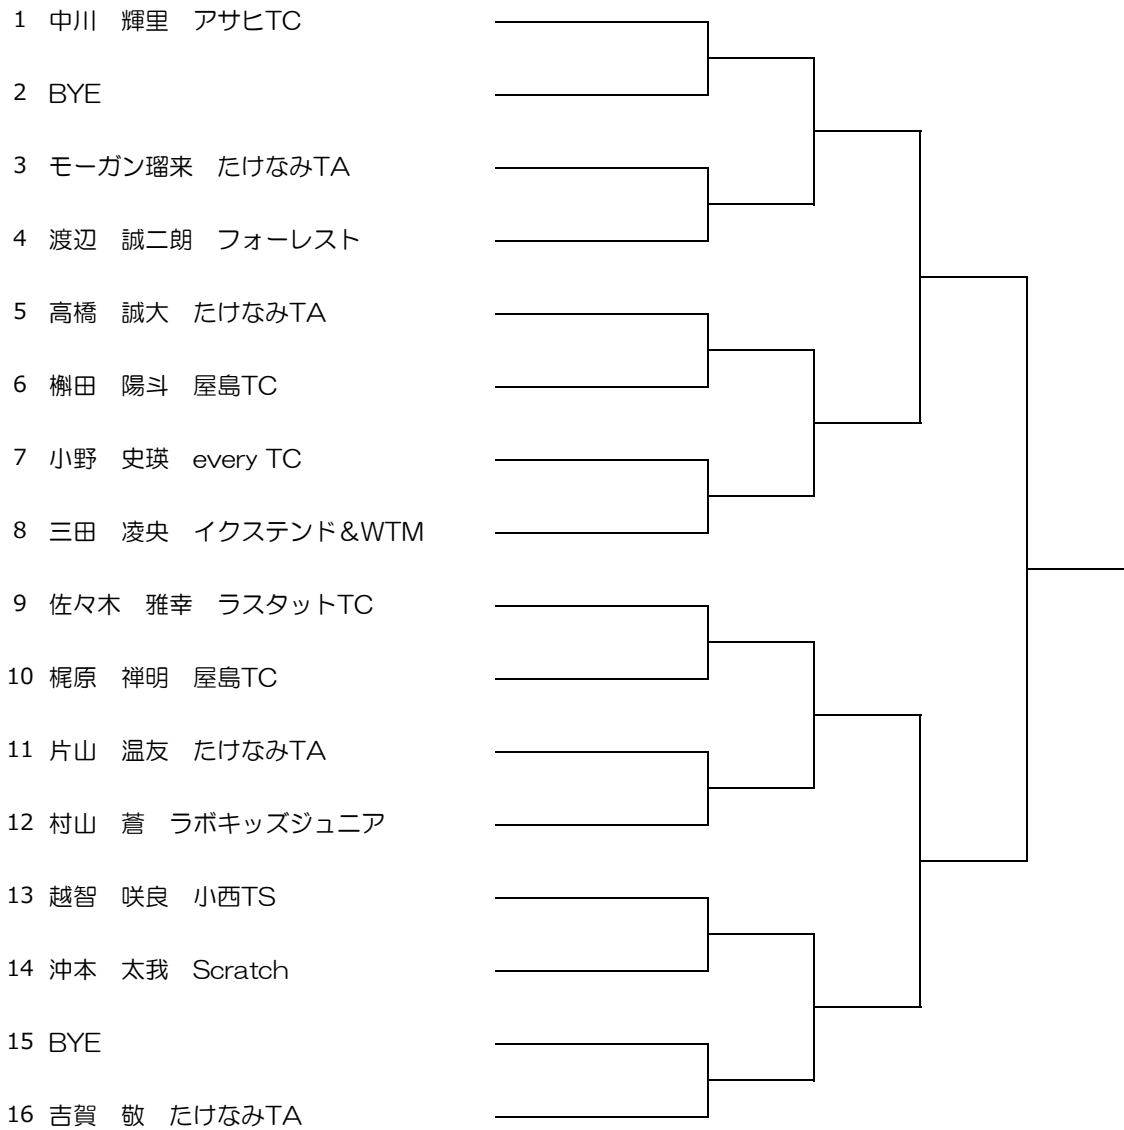 1 中川　輝里　アサヒTC
2 BYE
3 モーガン瑠来　たけなみTA
4 渡辺　誠二朗　フォーレスト
5 高橋　誠大　たけなみTA
6 槲田　陽斗　屋島TC
7 小野　史瑛　every TC
8 三田　凌央　イクステンド＆WTM
9 佐々木　雅幸　ラスタットTC
10 梶原　禅明　屋島TC
11 片山　温友　たけなみTA
12 村山　蒼　ラボキッズジュニア
13 越智　咲良　小西TS
14 沖本　太我　Scratch
15 BYE
16 吉賀　敬　たけなみTA